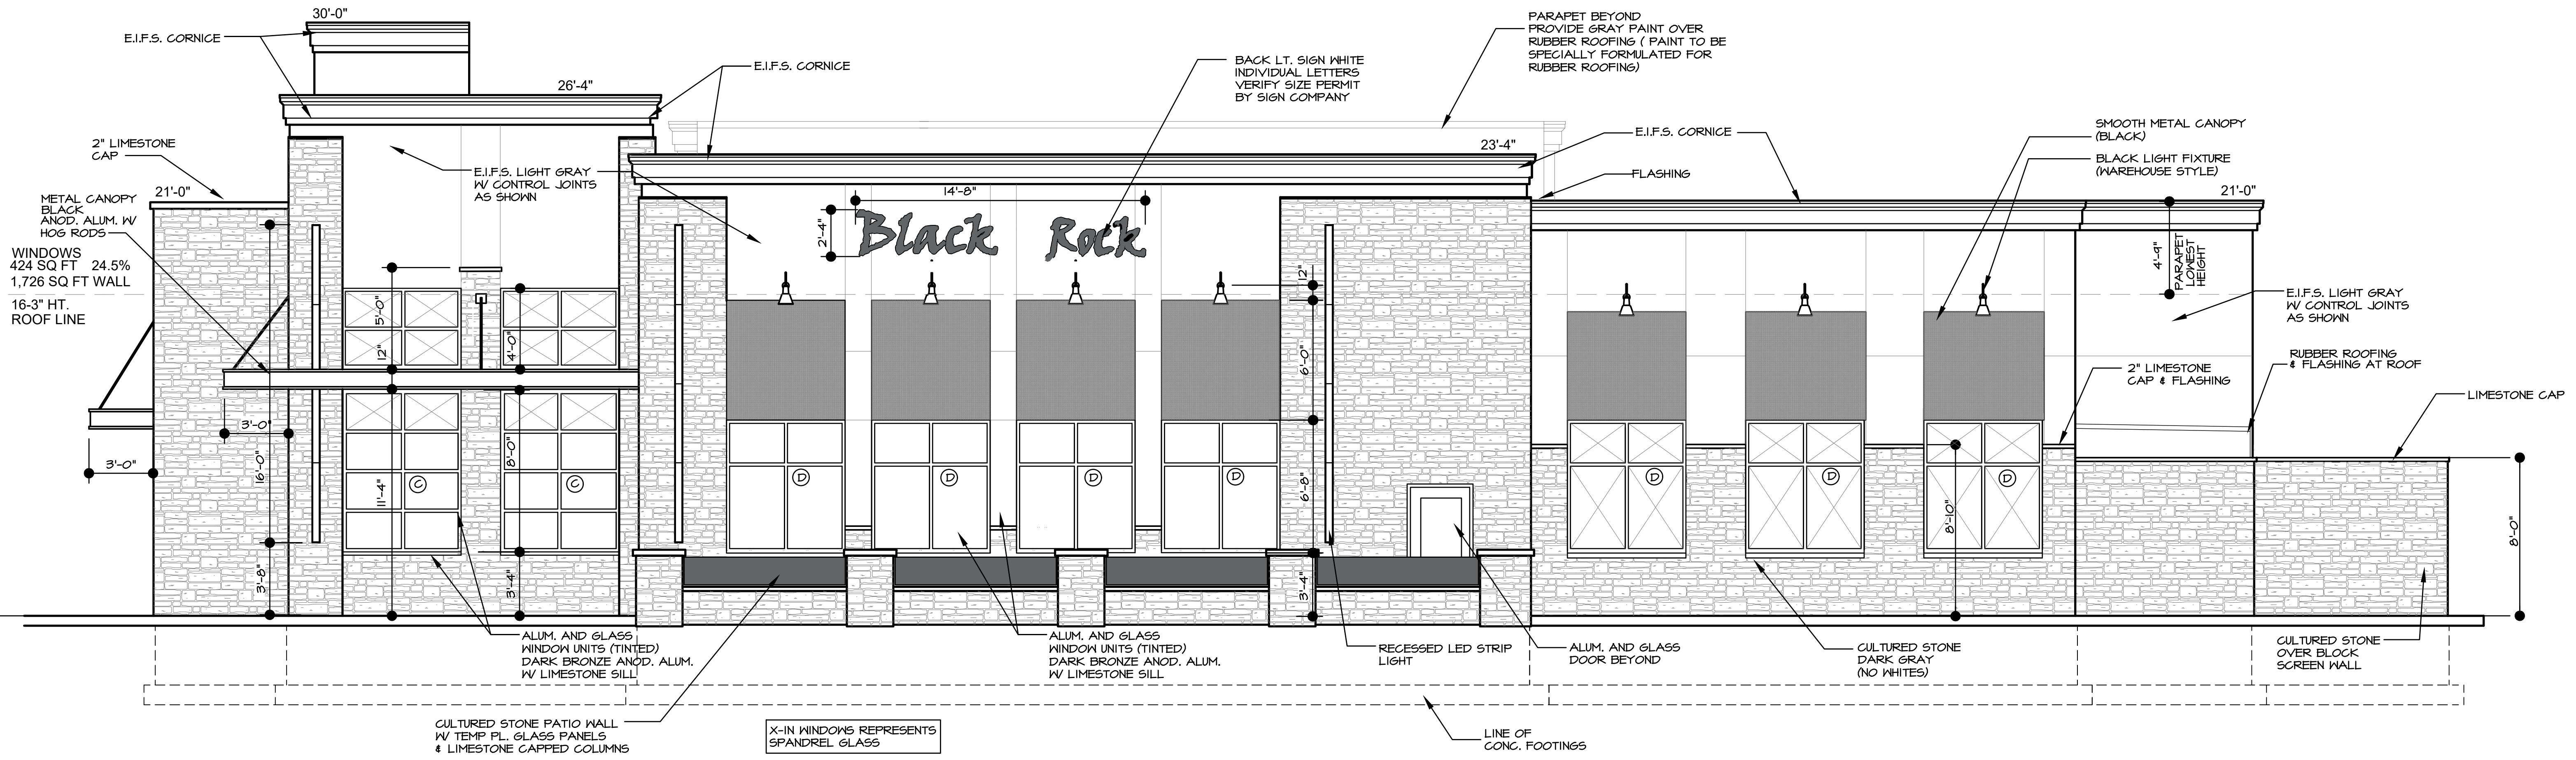 30'-0"
E.I.F.S. CORNICE
26'-4"
E.I.F.S. CORNICE
BACK LT. SIGN WHITE
INDIVIDUAL LETTERS
VERIFY SIZE PERMIT
BY SIGN COMPANY
PARAPET BEYOND
PROVIDE GRAY PAINT OVER
RUBBER ROOFING ( PAINT TO BE
SPECIALLY FORMULATED FOR
RUBBER ROOFING)
2" LIMESTONE
CAP
21'-0"
METAL CANOPY
BLACK
ANOD. ALUM. W/
HOG RODS
WINDOWS
424 SQ FT 24.5%
1,726 SQ FT WALL
16-3" HT.
ROOF LINE
E.I.F.S. LIGHT GRAY
W/ CONTROL JOINTS
AS SHOWN
23'-4"
E.I.F.S. CORNICE
FLASHING
SMOOTH METAL CANOPY
(BLACK)
BLACK LIGHT FIXTURE
(WAREHOUSE STYLE)
21'-0"
14'-8"
2'-4"
Black Rock
12"
4'-9"
PARAPET
LOWEST
HEIGHT
E.I.F.S. LIGHT GRAY
W/ CONTROL JOINTS
AS SHOWN
RUBBER ROOFING
& FLASHING AT ROOF
2" LIMESTONE
CAP & FLASHING
LIMESTONE CAP
5'-0"
12"
4'-0"
6'-0"
3'-0"
3'-0"
16'-0"
11'-4"
8'-0"
6'-8"
C
C
D
D
D
D
D
D
D
8'-10"
8'-0"
3'-8"
3'-4"
3'-4"
ALUM. AND GLASS
WINDOW UNITS (TINTED)
DARK BRONZE ANOD. ALUM.
W/ LIMESTONE SILL
ALUM. AND GLASS
WINDOW UNITS (TINTED)
DARK BRONZE ANOD. ALUM.
W/ LIMESTONE SILL
RECESSED LED STRIP
LIGHT
ALUM. AND GLASS
DOOR BEYOND
CULTURED STONE
DARK GRAY
(NO WHITES)
CULTURED STONE
OVER BLOCK
SCREEN WALL
CULTURED STONE PATIO WALL
W/ TEMP PL. GLASS PANELS
& LIMESTONE CAPPED COLUMNS
X-IN WINDOWS REPRESENTS
SPANDREL GLASS
LINE OF
CONC. FOOTINGS